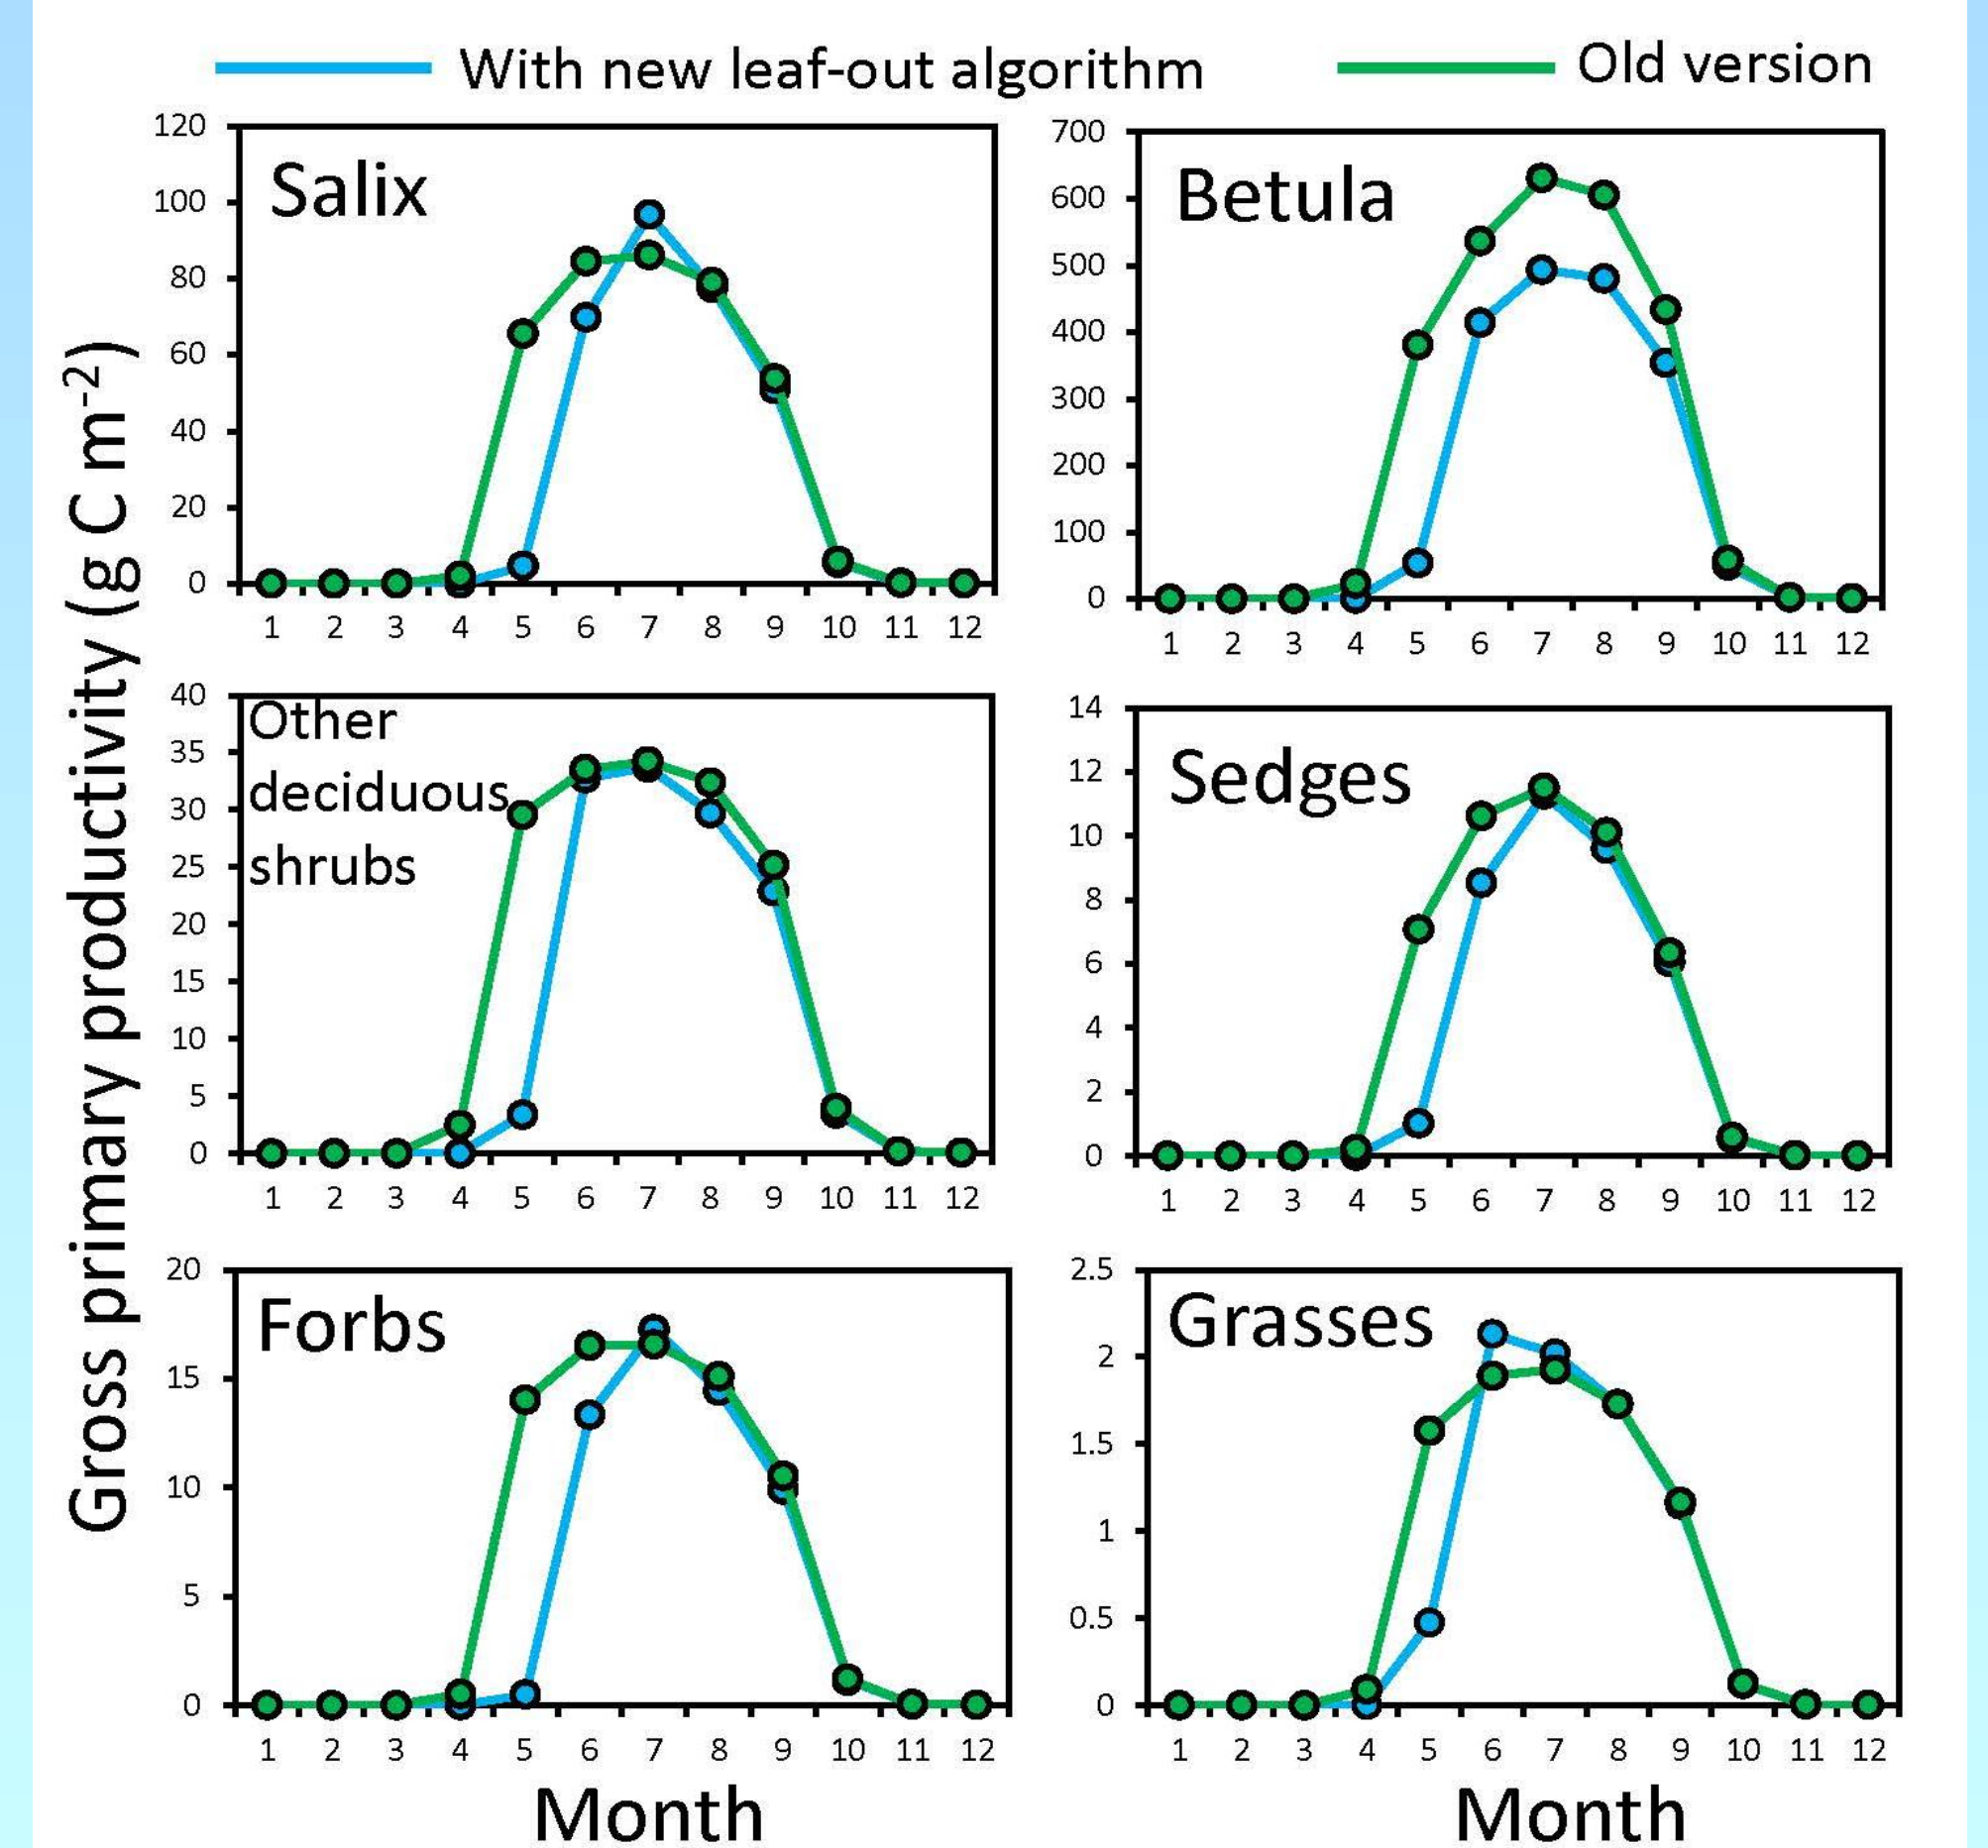 With new leaf-out algorithm
Old version
Gross primary productivity (g C m⁻²)
120
100
80
60
40
20
0
Salix
1 2 3 4 5 6 7 8 9 10 11 12
700
600
500
400
300
200
100
0
Betula
1 2 3 4 5 6 7 8 9 10 11 12
40
35
30
25
20
15
10
5
0
Other
deciduous
shrubs
1 2 3 4 5 6 7 8 9 10 11 12
14
12
10
8
6
4
2
0
Sedges
1 2 3 4 5 6 7 8 9 10 11 12
20
15
10
5
0
Forbs
1 2 3 4 5 6 7 8 9 10 11 12
Month
2.5
2
1.5
1
0.5
0
Grasses
1 2 3 4 5 6 7 8 9 10 11 12
Month